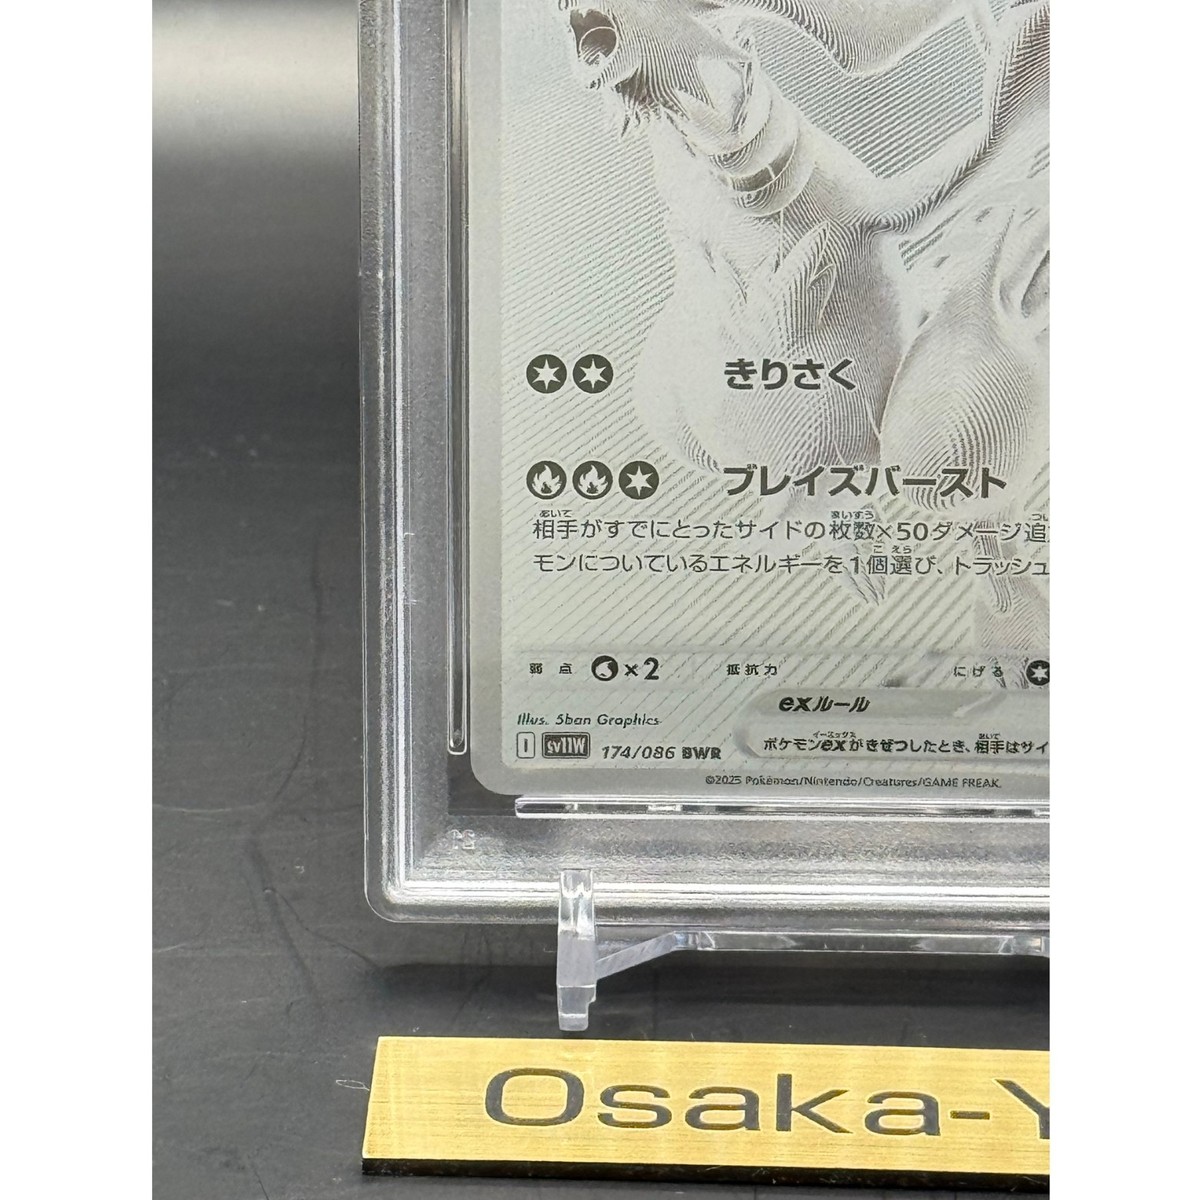 きりさく
ブレイズバースト
相手がすでにとったサイドの枚数×50ダメージ追
モンについているエネルギーを1個選び、トラッシュ
弱点 ×2 抵抗力 にげる
Illus. 5ban Graphics
exルール
I sv11W 174/086 BWR
ポケモンexがきぜつしたとき、相手はサイ
©2025 Pokémon/Nintendo/Creatures/GAME FREAK.
Osaka-Y